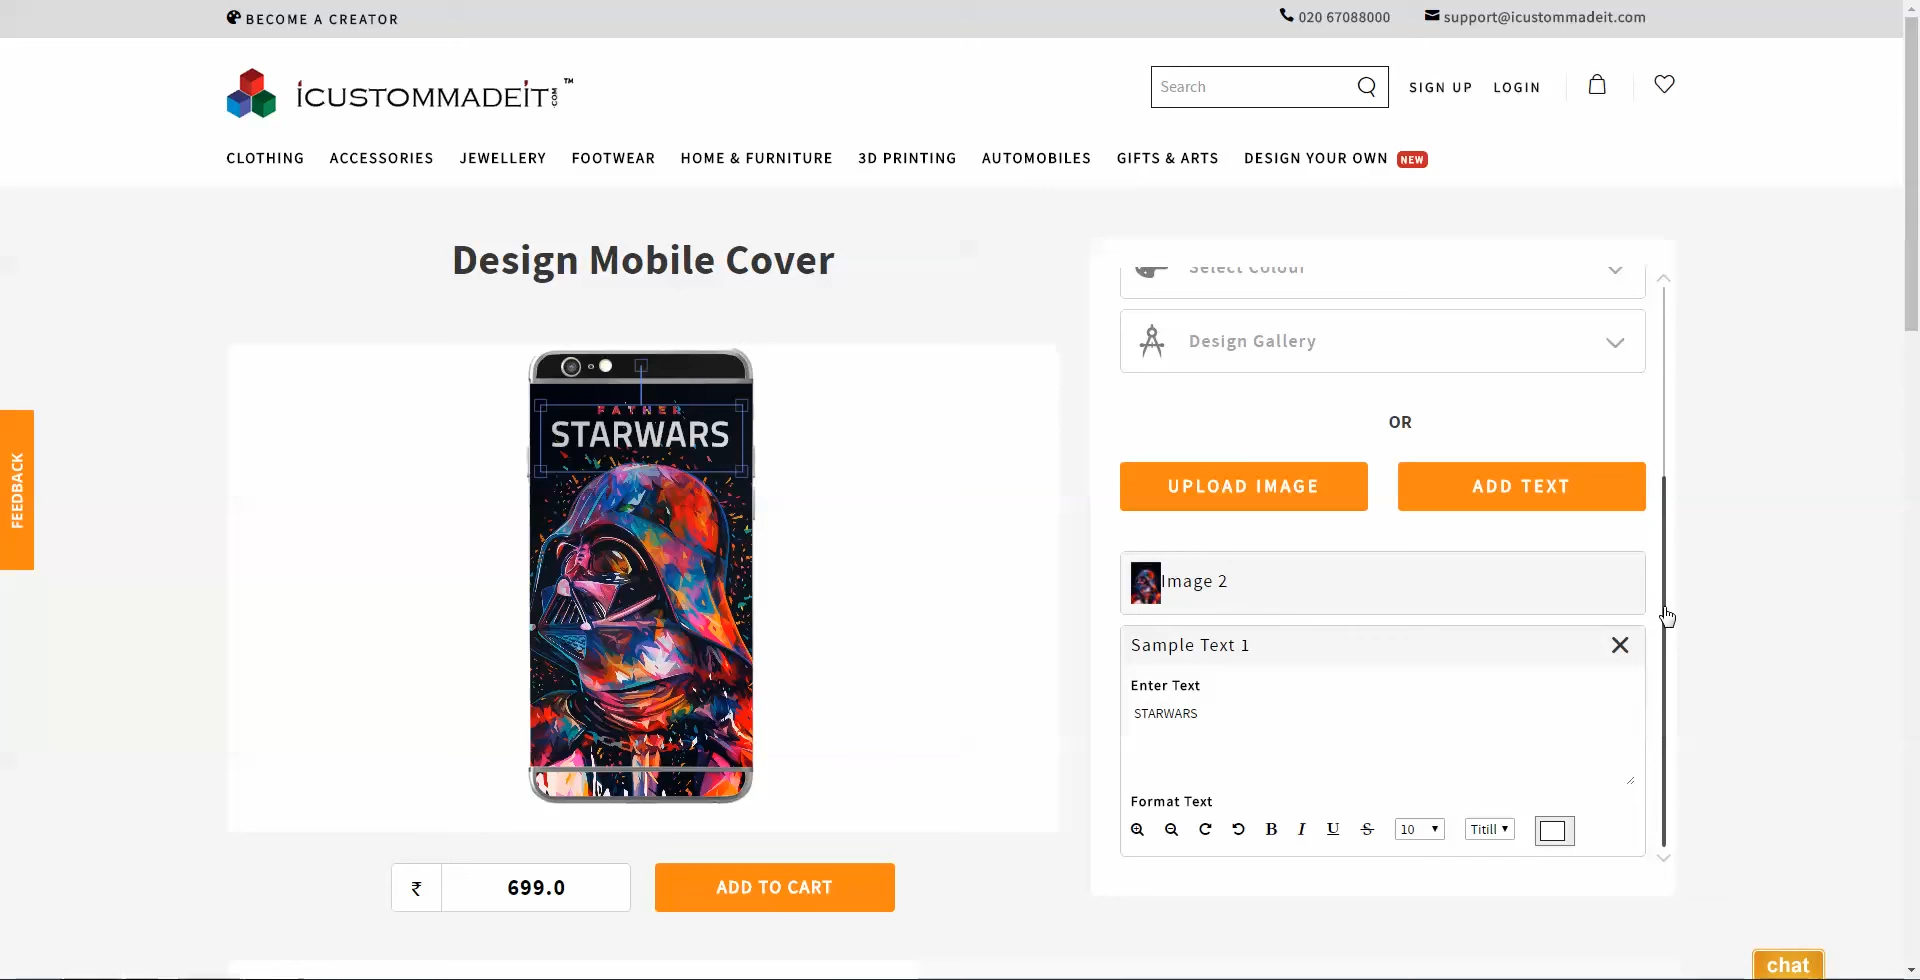 BECOME A CREATOR
020 67088000
support@icustommadeit.com
iCUSTOMMADEiT.COM™
Search
SIGN UP
LOGIN
CLOTHING
ACCESSORIES
JEWELLERY
FOOTWEAR
HOME & FURNITURE
3D PRINTING
AUTOMOBILES
GIFTS & ARTS
DESIGN YOUR OWN NEW
Design Mobile Cover
Select Colour
Design Gallery
FATHER
STARWARS
OR
UPLOAD IMAGE
ADD TEXT
FEEDBACK
Image 2
Sample Text 1
Enter Text
STARWARS
Format Text
B I U S 10 Titill
₹ 699.0
ADD TO CART
chat